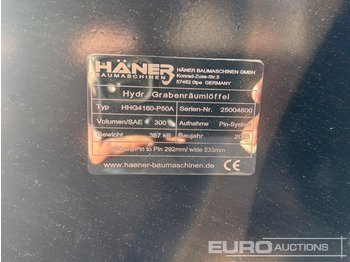 HÄNER
BAUMASCHINEN
HÄNER BAUMASCHINEN GMBH
Konrad-Zuse-Str.5
57462 Olpe GERMANY
Hydr. Grabenräumlöffel
Typ HHG4160-P50A Serien-Nr. 25004800
Volumen/SAE 300 Aufnahme Pin-System
Gewicht 367 kg Baujahr
Pin to Pin 292mm/ wide 233mm
www.haener-baumaschinen.de CE
EURO
AUCTIONS